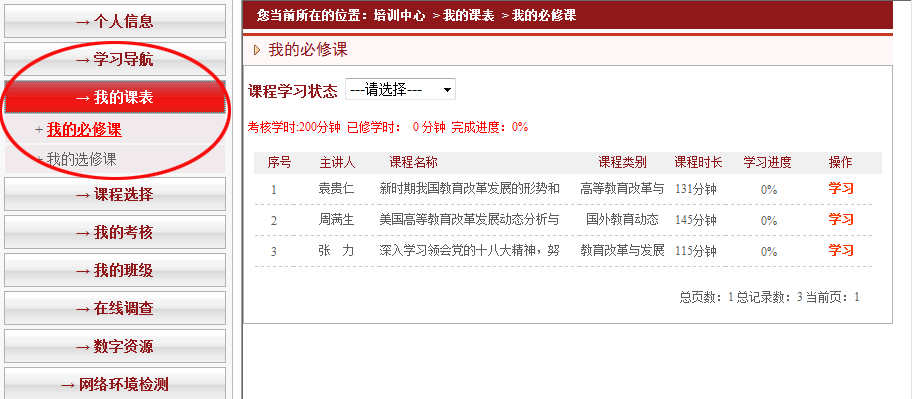 → 个人信息
→ 学习导航
→ 我的课表
+ 我的必修课
+ 我的选修课
→ 课程选择
→ 我的考核
→ 我的班级
→ 在线调查
→ 数字资源
→ 网络环境检测
您当前所在的位置：培训中心 ＞我的课表 ＞我的必修课
我的必修课
课程学习状态 ---请选择---
考核学时:200分钟 已修学时： 0 分钟 完成进度：0%
序号 主讲人 课程名称 课程类别 课程时长 学习进度 操作
1 袁贵仁 新时期我国教育改革发展的形势和 高等教育改革与 131分钟 0% 学习
2 周满生 美国高等教育改革发展动态分析与 国外教育动态 145分钟 0% 学习
3 张　力 深入学习领会党的十八大精神，努 教育改革与发展 115分钟 0% 学习
总页数：1 总记录数：3 当前页：1